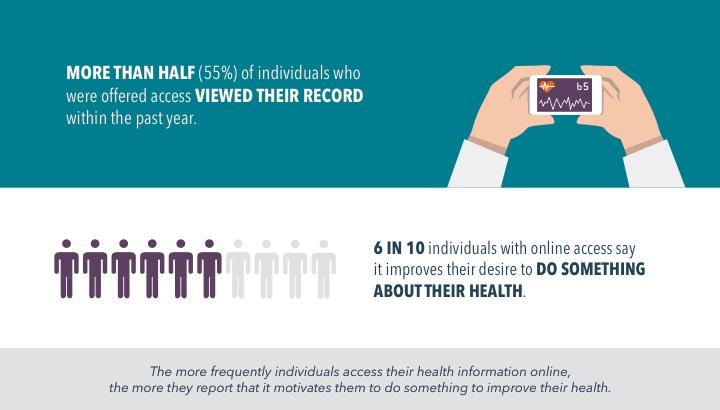 MORE THAN HALF (55%) of individuals who
were offered access VIEWED THEIR RECORD
within the past year.
65
6 IN 10 individuals with online access say
it improves their desire to DO SOMETHING
ABOUT THEIR HEALTH.
The more frequently individuals access their health information online,
the more they report that it motivates them to do something to improve their health.